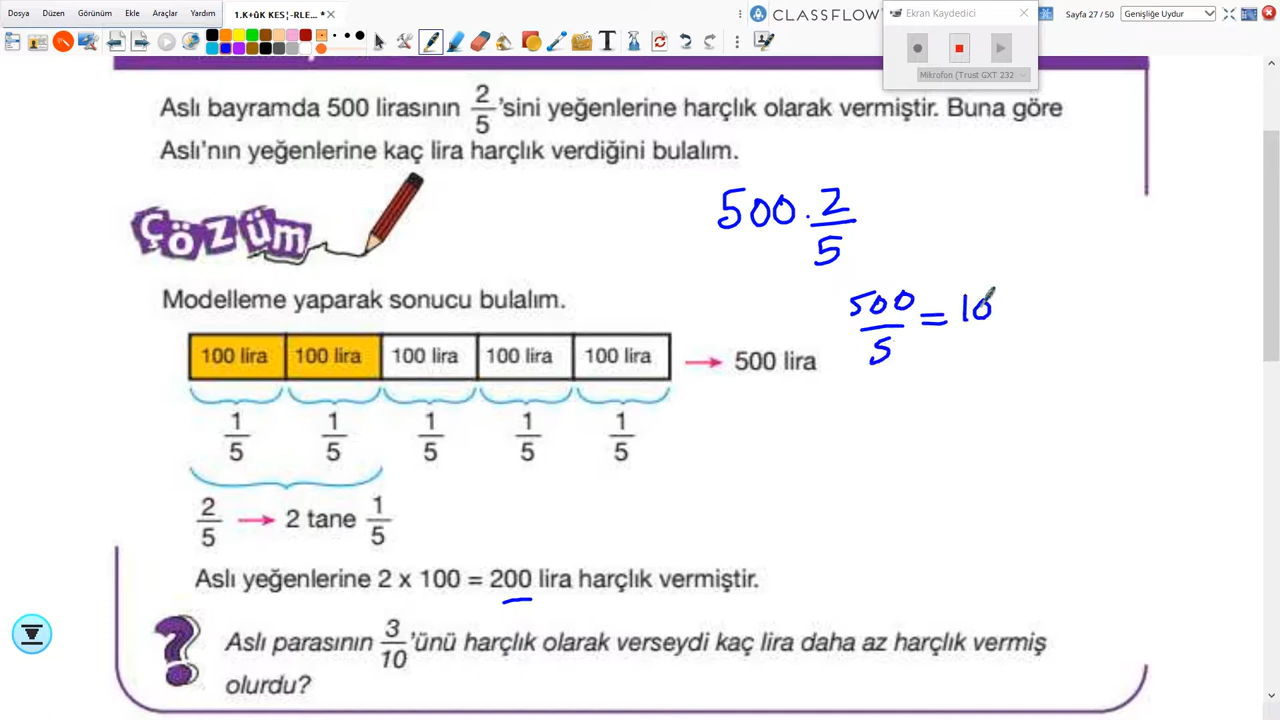 Dosya Düzen Görünüm Ekle Araçlar Yardım
1.K+ûK KES¦-RLE... *
CLASSFLOW
Ekran Kaydedici
Sayfa 27 / 50
Genişliğe Uydur
Mikrofon (Trust GXT 232
Aslı bayramda 500 lirasının 2/5 'sini yeğenlerine harçlık olarak vermiştir. Buna göre
Aslı'nın yeğenlerine kaç lira harçlık verdiğini bulalım.
500 . 2/5
Çözüm
Modelleme yaparak sonucu bulalım.
500/5 = 10
100 lira 100 lira 100 lira 100 lira 100 lira → 500 lira
1/5 1/5 1/5 1/5 1/5
2/5 → 2 tane 1/5
Aslı yeğenlerine 2 x 100 = 200 lira harçlık vermiştir.
? Aslı parasının 3/10 'ünü harçlık olarak verseydi kaç lira daha az harçlık vermiş
olurdu?